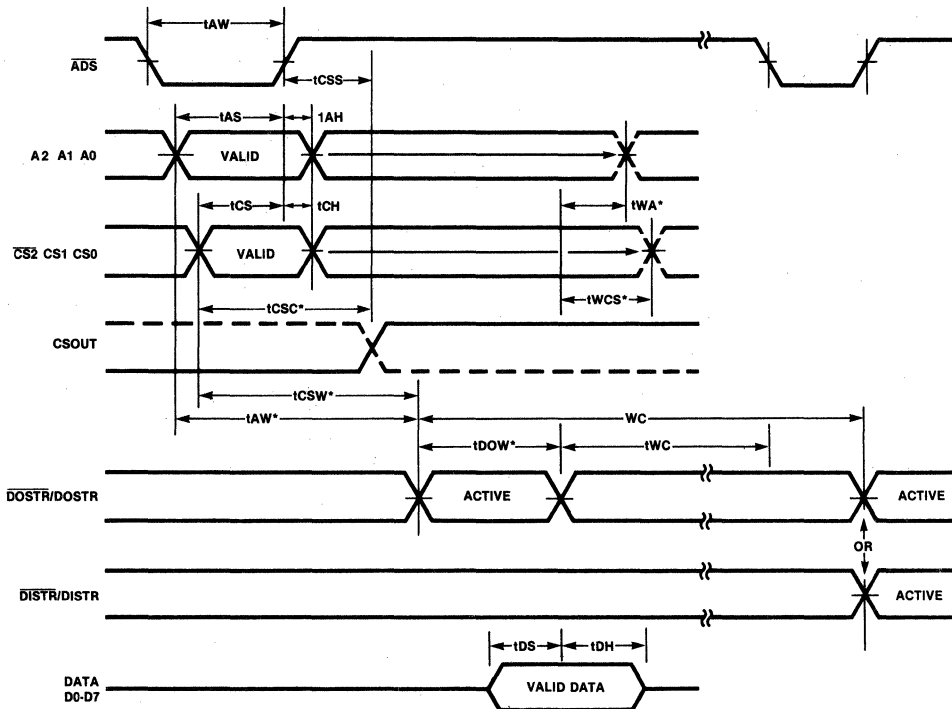 tAW
ADS
tCSS
tAS
1AH
A2 A1 A0
VALID
tCS
tCH
tWA*
CS2 CS1 CS0
VALID
tWCS*
tCSC*
CSOUT
tCSW*
tAW*
WC
tDOW*
tWC
DOSTR/DOSTR
ACTIVE
ACTIVE
OR
DISTR/DISTR
ACTIVE
tDS
tDH
DATA
D0-D7
VALID DATA